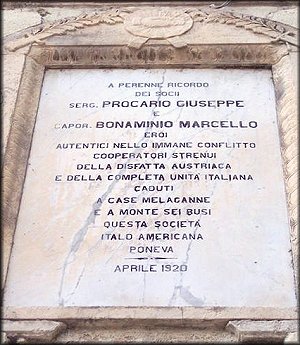 A PERENNE RICORDO
DEI SOCII
SERG. PROCARIO GIUSEPPE
E
CAPOR. BONAMINIO MARCELLO
EROI
AUTENTICI NELLO IMMANE CONFLITTO
COOPERATORI STRENUI
DELLA DISFATTA AUSTRIACA
E DELLA COMPLETA UNITÀ ITALIANA
CADUTI
A CASE MELAGANNE
E A MONTE SEI BUSI
QUESTA SOCIETÀ
ITALO AMERICANA
PONEVA
APRILE 1920